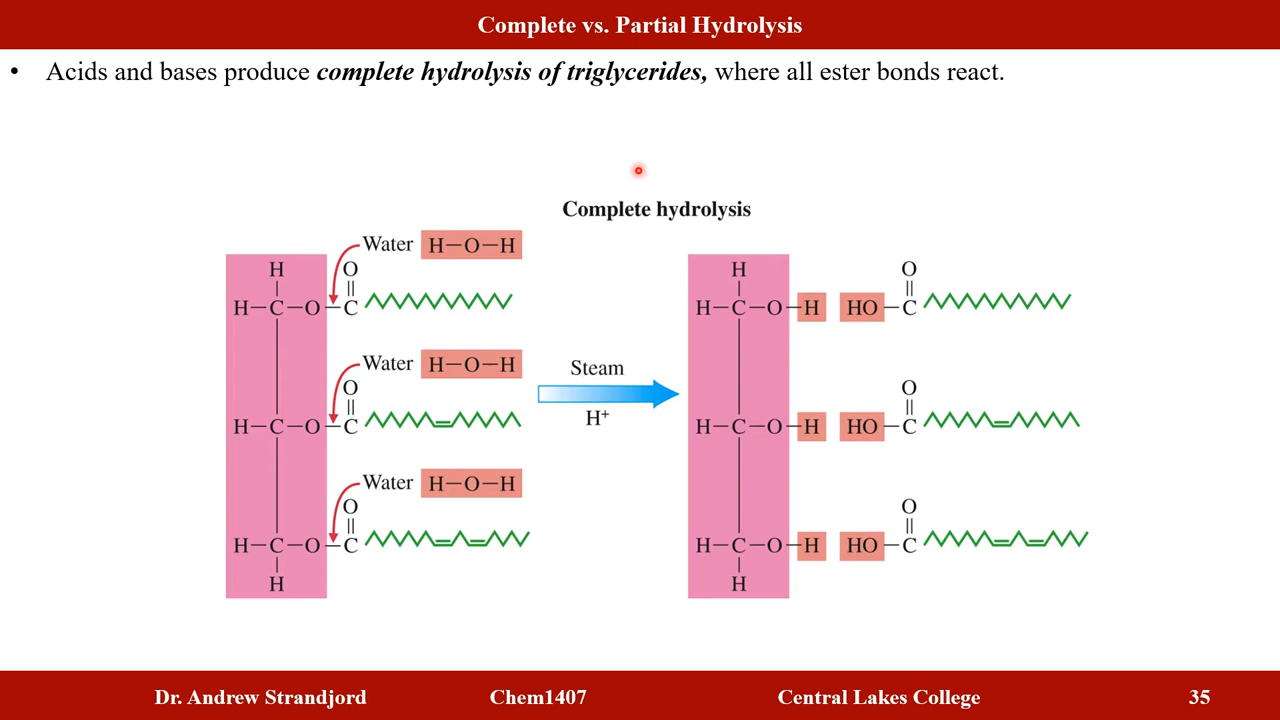 Complete vs. Partial Hydrolysis
• Acids and bases produce complete hydrolysis of triglycerides, where all ester bonds react.
Complete hydrolysis
Water H—O—H
H O
H—C—O—C
Water H—O—H
O
H—C—O—C
Water H—O—H
O
H—C—O—C
H
Steam
H⁺
H O
H—C—O—H HO—C
O
H—C—O—H HO—C
O
H—C—O—H HO—C
H
Dr. Andrew Strandjord Chem1407 Central Lakes College 35